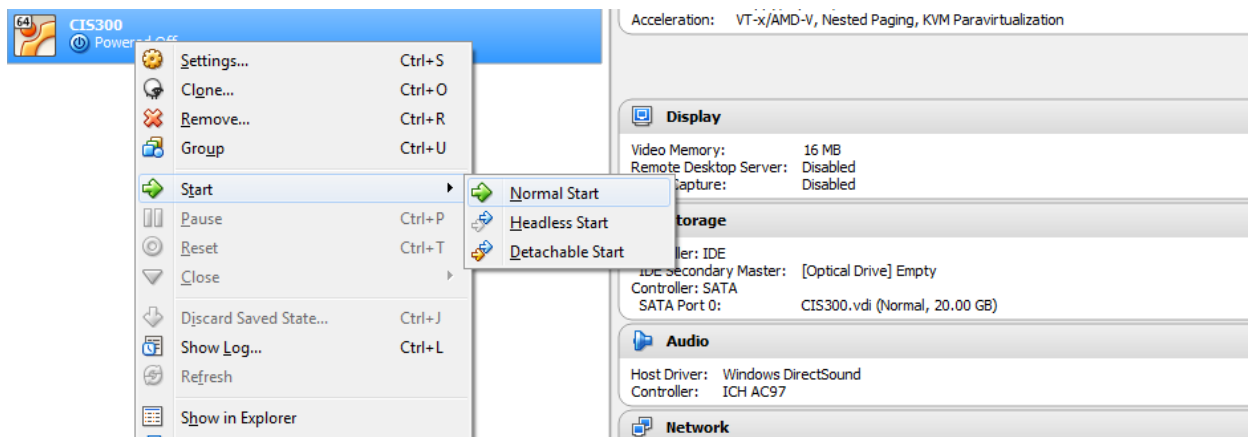 64
CIS300
Powered Off
Settings... Ctrl+S
Clone... Ctrl+O
Remove... Ctrl+R
Group Ctrl+U
Start
Pause Ctrl+P
Reset Ctrl+T
Close
Discard Saved State... Ctrl+J
Show Log... Ctrl+L
Refresh
Show in Explorer
Normal Start
Headless Start
Detachable Start
Acceleration: VT-x/AMD-V, Nested Paging, KVM Paravirtualization
Display
Video Memory: 16 MB
Remote Desktop Server: Disabled
Capture: Disabled
torage
ller: IDE
IDE Secondary Master: [Optical Drive] Empty
Controller: SATA
SATA Port 0: CIS300.vdi (Normal, 20.00 GB)
Audio
Host Driver: Windows DirectSound
Controller: ICH AC97
Network